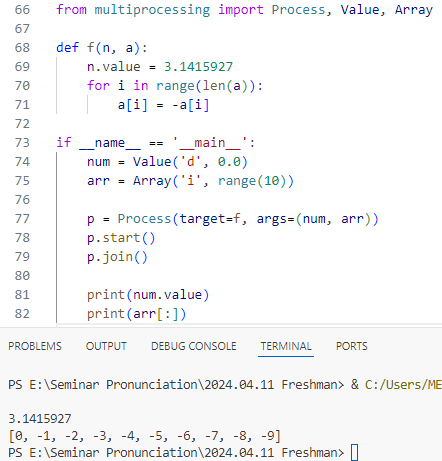 66 from multiprocessing import Process, Value, Array
67
68 def f(n, a):
69     n.value = 3.1415927
70     for i in range(len(a)):
71         a[i] = -a[i]
72
73 if __name__ == '__main__':
74     num = Value('d', 0.0)
75     arr = Array('i', range(10))
76
77     p = Process(target=f, args=(num, arr))
78     p.start()
79     p.join()
80
81     print(num.value)
82     print(arr[:])
PROBLEMS OUTPUT DEBUG CONSOLE TERMINAL PORTS
PS E:\Seminar Pronunciation\2024.04.11 Freshman> & C:/Users/ME
3.1415927
[0, -1, -2, -3, -4, -5, -6, -7, -8, -9]
PS E:\Seminar Pronunciation\2024.04.11 Freshman>